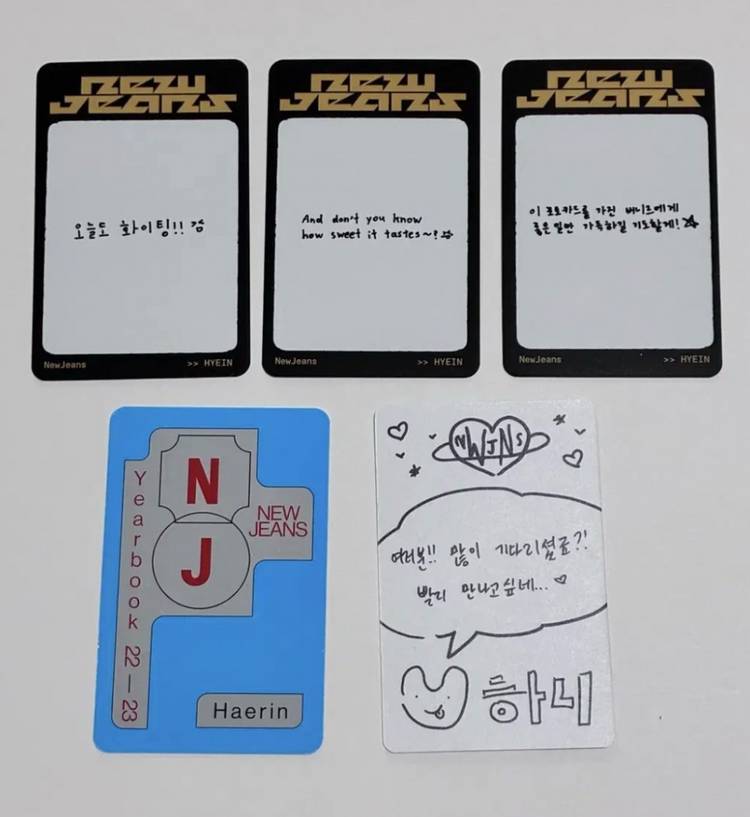 NEW
JEANS
오늘도 화이팅!!
NewJeans >> HYEIN
NEW
JEANS
And don't you know
how sweet it tastes~?
NewJeans >> HYEIN
NEW
JEANS
이 포토카드를 가진 버니즈에게
좋은 일만 가득하길 기도할게!
NewJeans >> HYEIN
N
J
NEW
JEANS
Yearbook 22—23
Haerin
NWJNS
여러분!! 많이 기다리셨죠?!
빨리 만나고싶네...
하니